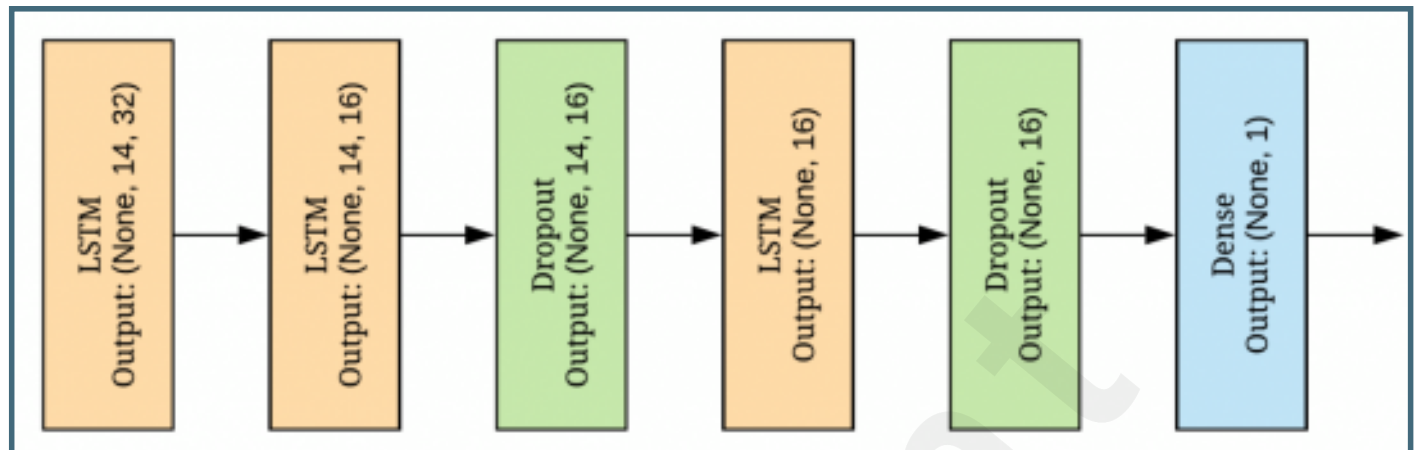 LSTM
Output: (None, 14, 32)
LSTM
Output: (None, 14, 16)
Dropout
Output: (None, 14, 16)
LSTM
Output: (None, 16)
Dropout
Output: (None, 16)
Dense
Output: (None, 1)